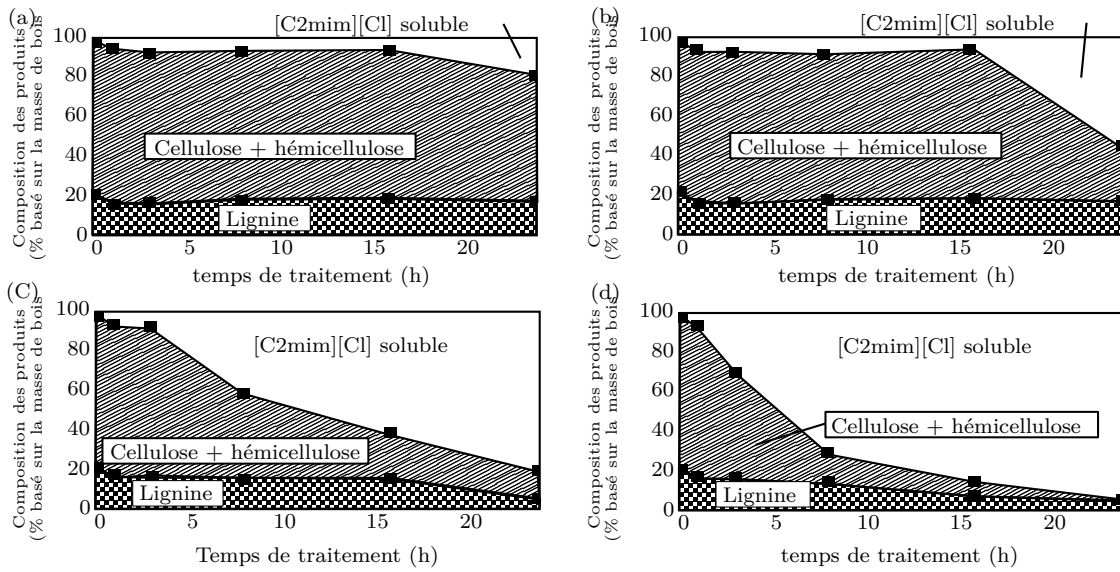 (a)
[C2mim][Cl] soluble
Composition des produits
(% basé sur la masse de bois
100
80
60
40
20
0
Cellulose + hémicellulose
Lignine
0 5 10 15 20
temps de traitement (h)
(b)
[C2mim][Cl] soluble
Composition des produits
(% basé sur la masse de bois
100
80
60
40
20
0
Cellulose + hémicellulose
Lignine
0 5 10 15 20
temps de traitement (h)
(C)
[C2mim][Cl] soluble
Composition des produits
(% basé sur la masse de bois
100
80
60
40
20
0
Cellulose + hémicellulose
Lignine
0 5 10 15 20
Temps de traitement (h)
(d)
[C2mim][Cl] soluble
Composition des produits
(% basé sur la masse de bois
100
80
60
40
20
0
Cellulose + hémicellulose
Lignine
0 5 10 15 20
temps de traitement (h)